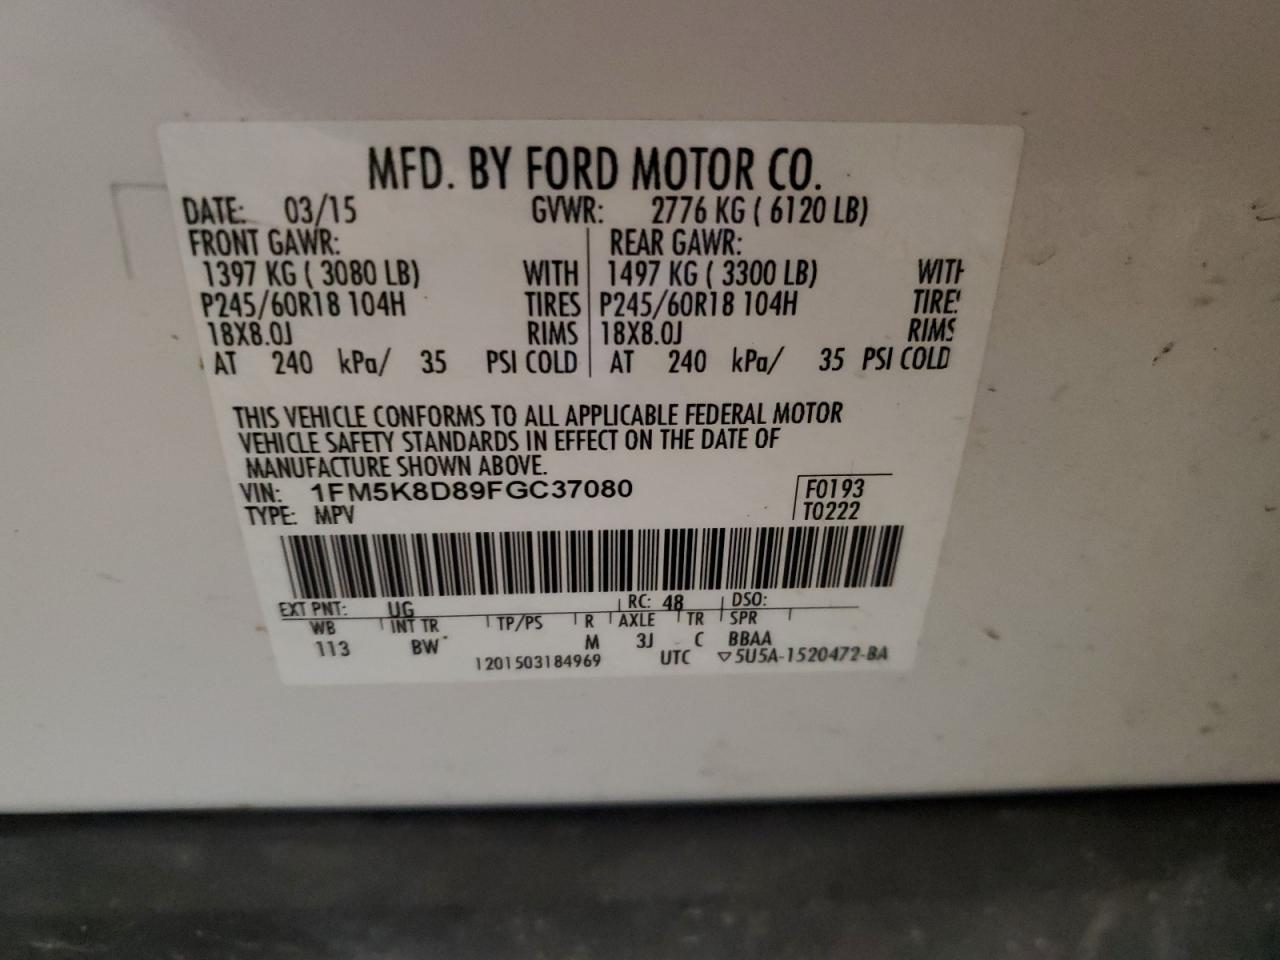 MFD. BY FORD MOTOR CO.
DATE: 03/15 GVWR: 2776 KG ( 6120 LB)
FRONT GAWR: REAR GAWR:
1397 KG ( 3080 LB) WITH 1497 KG ( 3300 LB) WITH
P245/60R18 104H TIRES P245/60R18 104H TIRES
18X8.0J RIMS 18X8.0J RIMS
AT 240 kPa/ 35 PSI COLD AT 240 kPa/ 35 PSI COLD
THIS VEHICLE CONFORMS TO ALL APPLICABLE FEDERAL MOTOR
VEHICLE SAFETY STANDARDS IN EFFECT ON THE DATE OF
MANUFACTURE SHOWN ABOVE.
VIN: 1FM5K8D89FGC37080 F0193
TYPE: MPV T0222
EXT PNT: UG RC: 48 DSO:
WB INT TR TP/PS R AXLE TR SPR
113 BW M 3J C BBAA
1201503184969 UTC ▽5U5A-1520472-BA